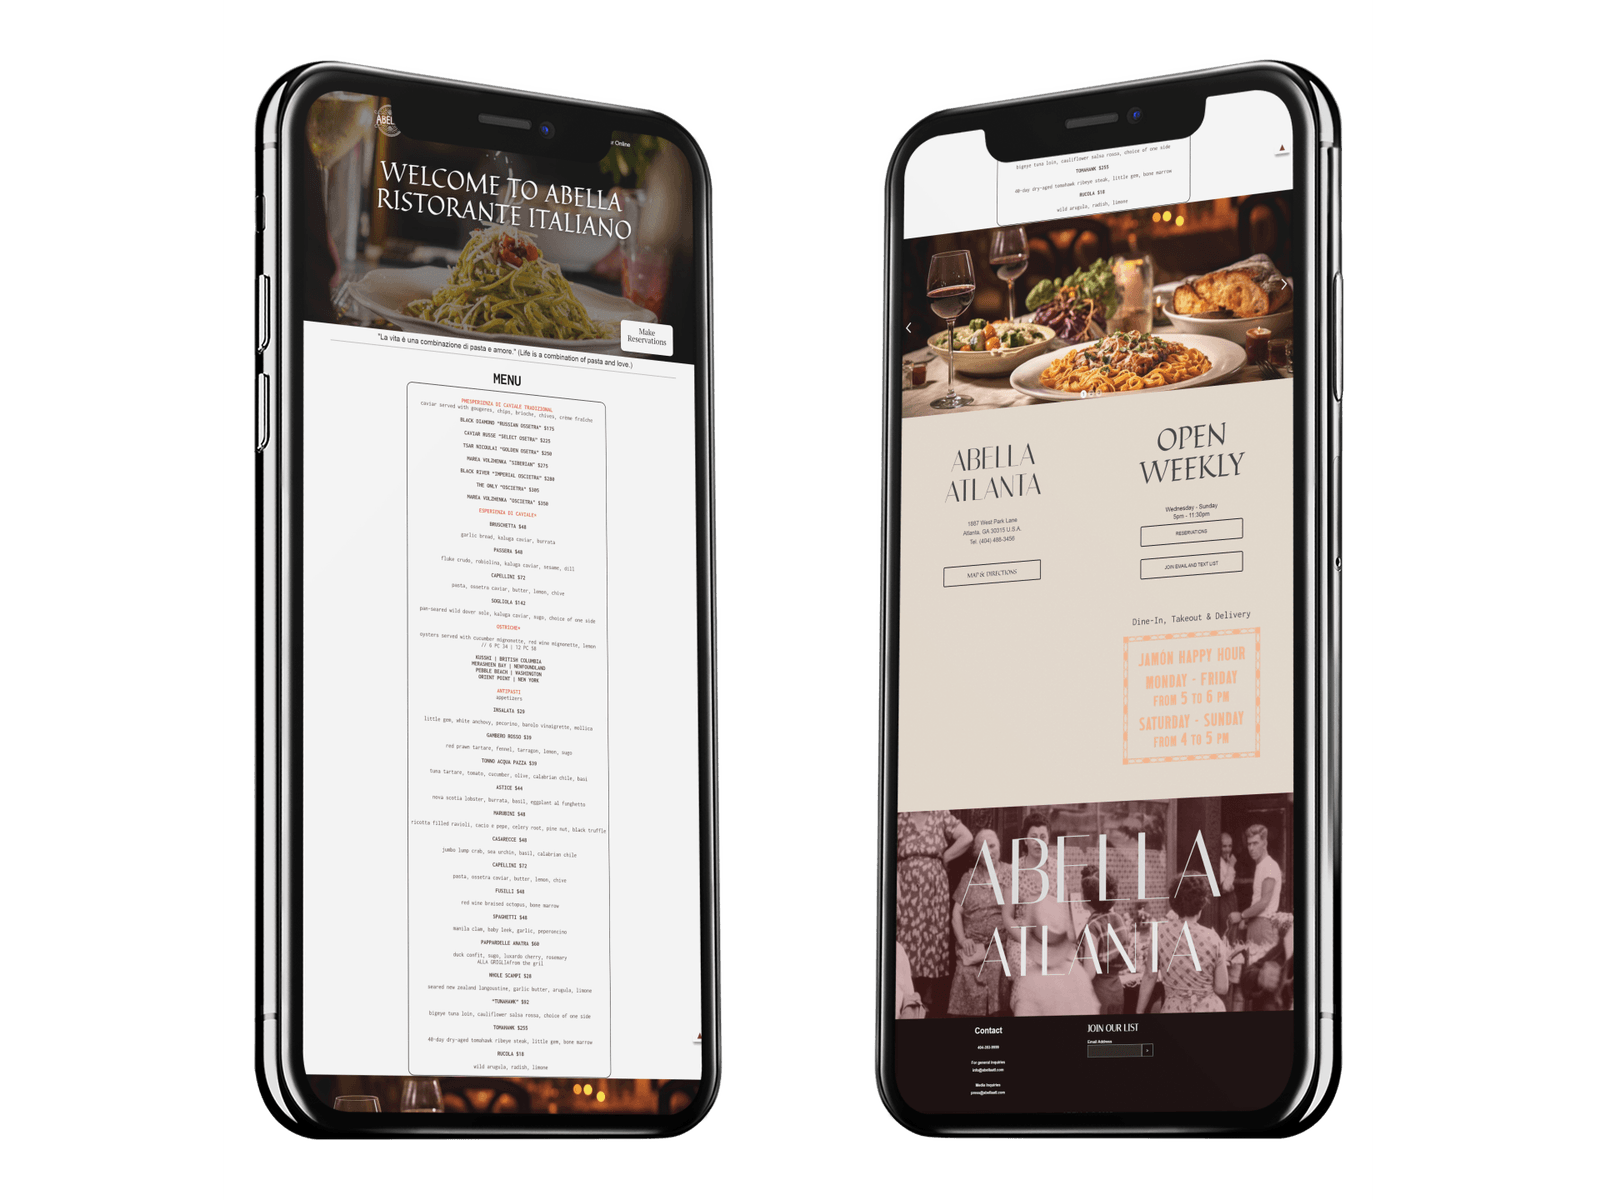 ABEL
r Online
WELCOME TO ABELLA
RISTORANTE ITALIANO
Make
Reservations
"La vita è una combinazione di pasta e amore." (Life is a combination of pasta and love.)
MENU
caviar served with gougeres, chips, brioche, chives, creme fraiche
BLACK DIAMOND "RUSSIAN OSSETRA" $175
CAVIAR RUSSE "SELECT OSETRA" $225
TSAR NICOULAI "GOLDEN OSETRA" $250
MAREA VOLZHENKA "SIBERIAN" $275
BLACK RIVER "IMPERIAL OSCIETRA" $280
THE ONLY "OSCIETRA" $305
MAREA VOLZHENKA "OSCIETRA" $350
ESPERIENZA DI CAVIALE*
BRUSCHETTA $48
garlic bread, kaluga caviar, burrata
PASSERA $48
fluke crudo, robiolina, kaluga caviar, sesame, dill
CAPELLINI $72
pasta, ossetra caviar, butter, lemon, chive
SOGLIOLA $142
pan-seared wild dover sole, kaluga caviar, sugo, choice of one side
OSTRICHE*
oysters served with cucumber mignonette, red wine mignonette, lemon
// 6 PC 34 | 12 PC 58
KUSSHI | BRITISH COLUMBIA
MERASHEEN BAY | NEWFOUNDLAND
PEBBLE BEACH | WASHINGTON
ORIENT POINT | NEW YORK
ANTIPASTI
appetizers
INSALATA $20
little gem, white anchovy, pecorino, barolo vinaigrette, mollica
GAMBERO ROSSO $39
red prawn tartare, fennel, tarragon, lemon, sugo
TONNO ACQUA PAZZA $30
tuna tartare, tomato, cucumber, olive, calabrian chile, basi
ASTICE $44
nova scotia lobster, burrata, basil, eggplant al funghetto
MARUBINI $48
ricotta filled ravioli, cacio e pepe, celery root, pine nut, black truffle
CASARECCE $48
jumbo lump crab, sea urchin, basil, calabrian chile
CAPELLINI $72
pasta, ossetra caviar, butter, lemon, chive
FUSILLI $48
red wine braised octopus, bone marrow
SPAGHETTI $48
manila clam, baby leek, garlic, peperoncino
PAPPARDELLE ANATRA $60
duck confit, sugo, luxardo cherry, rosemary
ALLA GRIGLIAfrom the gril
WHOLE SCAMPI $20
seared new zealand langoustine, garlic butter, arugula, limone
"TUNAHAWK" $82
bigeye tuna loin, cauliflower salsa rossa, choice of one side
TOMAHAWK $255
40-day dry-aged tomahawk ribeye steak, little gem, bone marrow
RUCOLA $18
wild arugula, radish, limone
bigeye tuna loin, cauliflower salsa rossa, choice of one side
TOMAHAWK $255
40-day dry-aged tomahawk ribeye steak, little gem, bone marrow
RUCOLA $18
wild arugula, radish, limone
ABELLA
ATLANTA
1667 West Park Lane
Atlanta, GA 30315 U.S.A.
Tel. (404) 486-3456
MAP & DIRECTIONS
OPEN
WEEKLY
Wednesday - Sunday
5pm - 11:30pm
RESERVATIONS
JOIN EMAIL AND TEXT LIST
Dine-In, Takeout & Delivery
JAMÓN HAPPY HOUR
MONDAY - FRIDAY
FROM 5 TO 6 PM
SATURDAY - SUNDAY
FROM 4 TO 5 PM
ABELLA
ATLANTA
Contact
For general inquiries
Media Inquiries
JOIN OUR LIST
Email Address